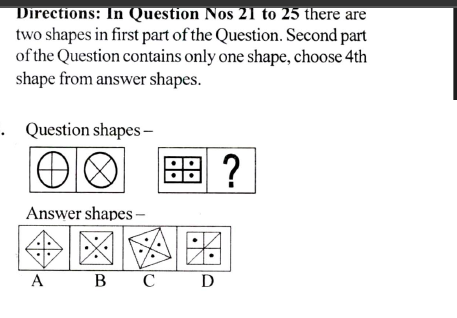 Directions: In Question Nos 21 to 25 there are
two shapes in first part of the Question. Second part
of the Question contains only one shape, choose 4th
shape from answer shapes.
. Question shapes –
?
Answer shapes –
A B C D